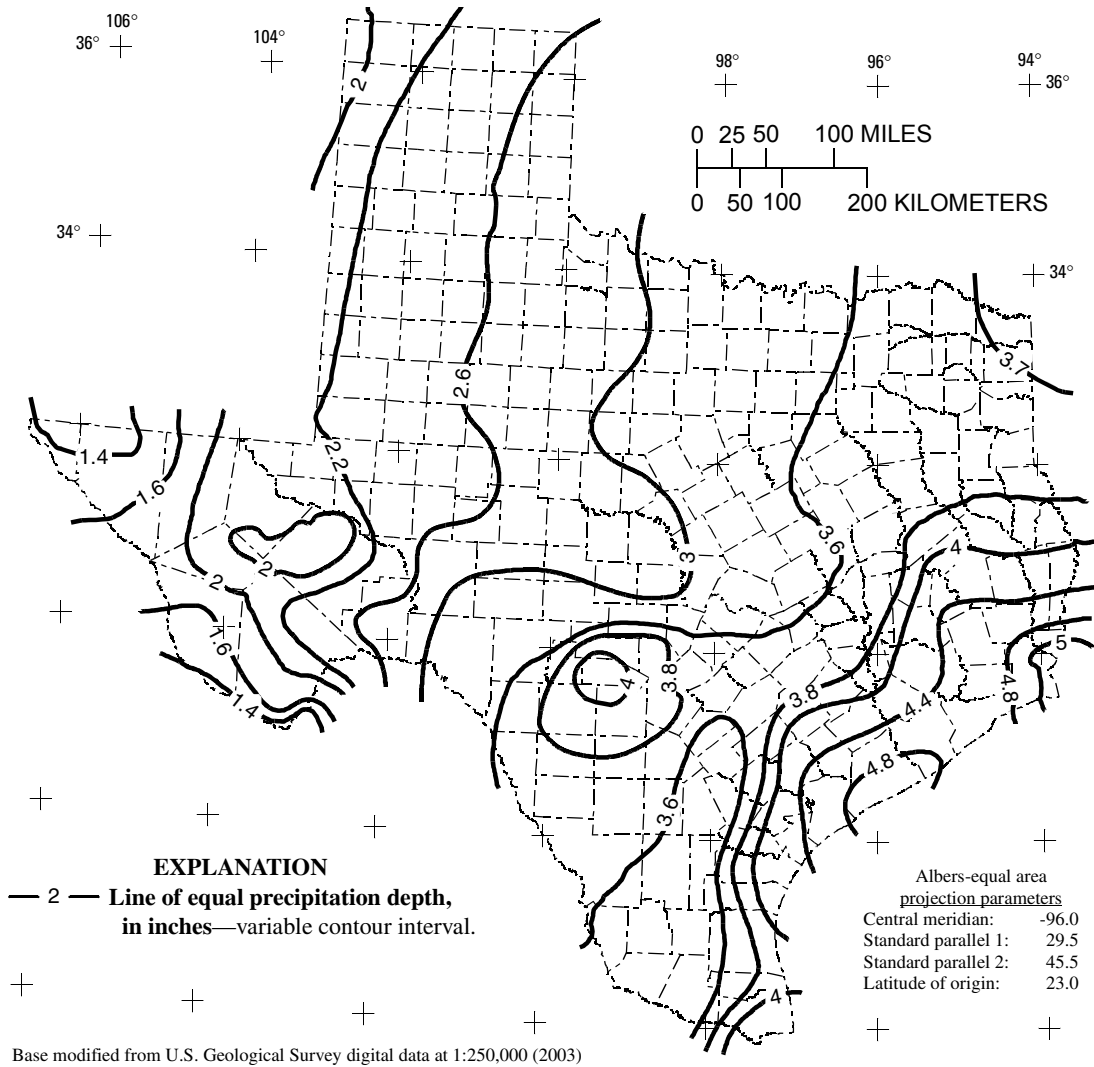 106°
36°
104°
98°
96°
94°
36°
2
0 25 50 100 MILES
0 50 100 200 KILOMETERS
34°
34°
3.7
2.6
1.4
2.2
1.6
3.6
4
3
2
2
1.6
5
4
3.8
4.8
1.4
3.8
4.4
4.8
3.6
EXPLANATION
2 Line of equal precipitation depth,
in inches—variable contour interval.
Albers-equal area
projection parameters
Central meridian: -96.0
Standard parallel 1: 29.5
Standard parallel 2: 45.5
Latitude of origin: 23.0
4
Base modified from U.S. Geological Survey digital data at 1:250,000 (2003)